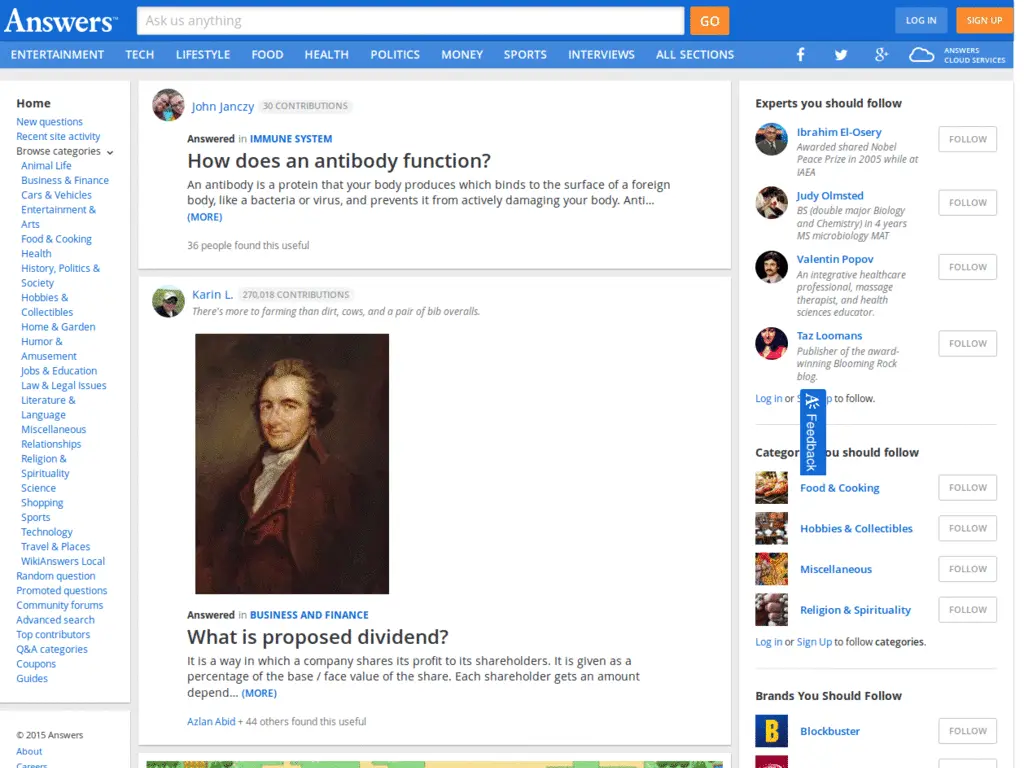 Answers™
Ask us anything
GO
LOG IN
SIGN UP
ENTERTAINMENT TECH LIFESTYLE FOOD HEALTH POLITICS MONEY SPORTS INTERVIEWS ALL SECTIONS
ANSWERS
CLOUD SERVICES
Home
New questions
Recent site activity
Browse categories
Animal Life
Business & Finance
Cars & Vehicles
Entertainment &
Arts
Food & Cooking
Health
History, Politics &
Society
Hobbies &
Collectibles
Home & Garden
Humor &
Amusement
Jobs & Education
Law & Legal Issues
Literature &
Language
Miscellaneous
Relationships
Religion &
Spirituality
Science
Shopping
Sports
Technology
Travel & Places
WikiAnswers Local
Random question
Promoted questions
Community forums
Advanced search
Top contributors
Q&A categories
Coupons
Guides
© 2015 Answers
About
Careers
John Janczy 30 CONTRIBUTIONS
Answered in IMMUNE SYSTEM
How does an antibody function?
An antibody is a protein that your body produces which binds to the surface of a foreign
body, like a bacteria or virus, and prevents it from actively damaging your body. Anti...
(MORE)
36 people found this useful
Karin L. 270,018 CONTRIBUTIONS
There's more to farming than dirt, cows, and a pair of bib overalls.
Answered in BUSINESS AND FINANCE
What is proposed dividend?
It is a way in which a company shares its profit to its shareholders. It is given as a
percentage of the base / face value of the share. Each shareholder gets an amount
depend... (MORE)
Azlan Abid + 44 others found this useful
Experts you should follow
Ibrahim El-Osery
Awarded shared Nobel
Peace Prize in 2005 while at
IAEA
FOLLOW
Judy Olmsted
BS (double major Biology
and Chemistry) in 4 years
MS microbiology MAT
FOLLOW
Valentin Popov
An integrative healthcare
professional, massage
therapist, and health
sciences educator.
FOLLOW
Taz Loomans
Publisher of the award-
winning Blooming Rock
blog.
FOLLOW
Log in or to follow.
Feedback
you should follow
Food & Cooking
FOLLOW
Hobbies & Collectibles
FOLLOW
Miscellaneous
FOLLOW
Religion & Spirituality
FOLLOW
Log in or Sign Up to follow categories.
Brands You Should Follow
B
Blockbuster
FOLLOW